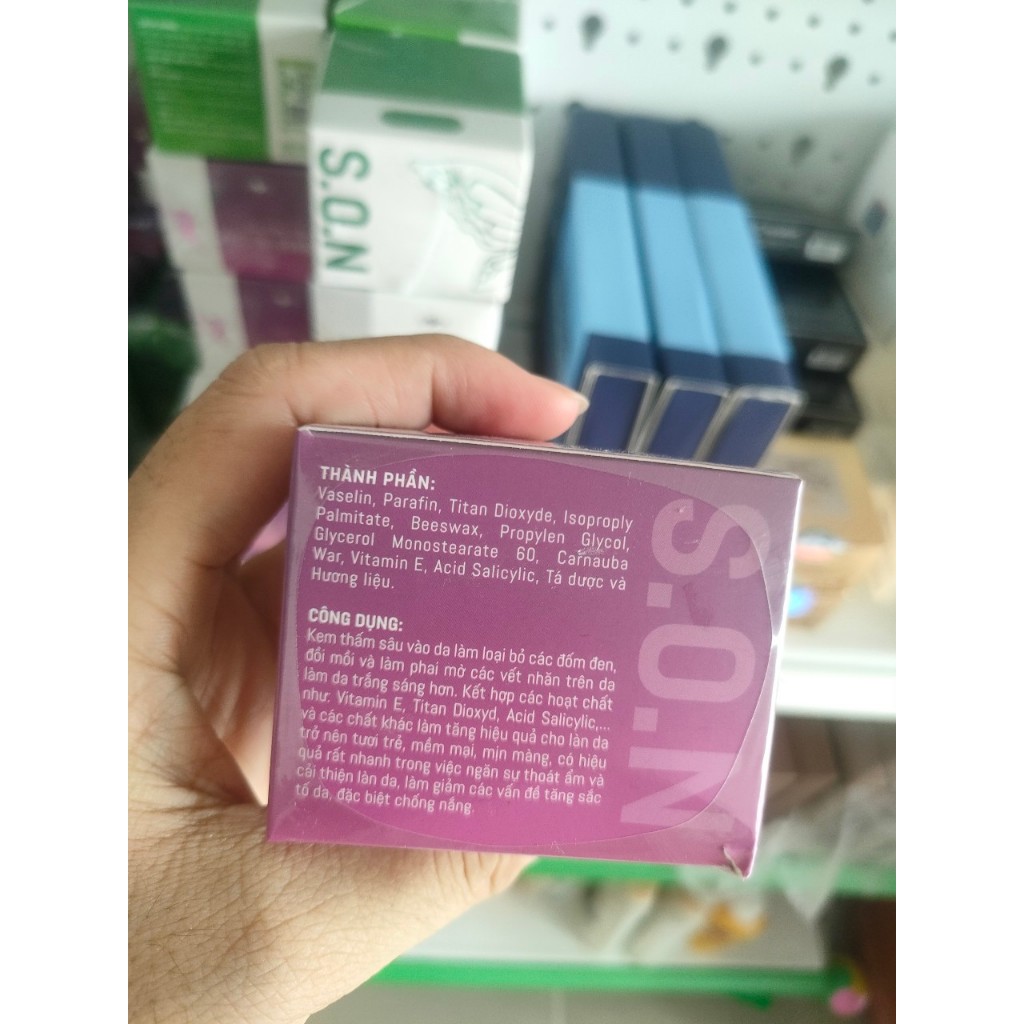 S.O.N
THÀNH PHẦN:
Vaselin, Parafin, Titan Dioxyde, Isoproply
Palmitate, Beeswax, Propylen Glycol,
Glycerol Monostearate 60, Carnauba
War, Vitamin E, Acid Salicylic, Tá dược và
Hương liệu.
CÔNG DỤNG:
Kem thấm sâu vào da làm loại bỏ các đốm đen,
đồi mồi và làm phai mờ các vết nhăn trên da
làm da trắng sáng hơn. Kết hợp các hoạt chất
như. Vitamin E, Titan Dioxyd, Acid Salicylic,...
và các chất khác làm tăng hiệu quả cho làn da
trở nên tươi trẻ, mềm mại, mịn màng, có hiệu
quả rất nhanh trong việc ngăn sự thoát ẩm và
cải thiện làn da, làm giảm các vấn đề tăng sắc
tố da, đặc biệt chống nắng.
S.O.N